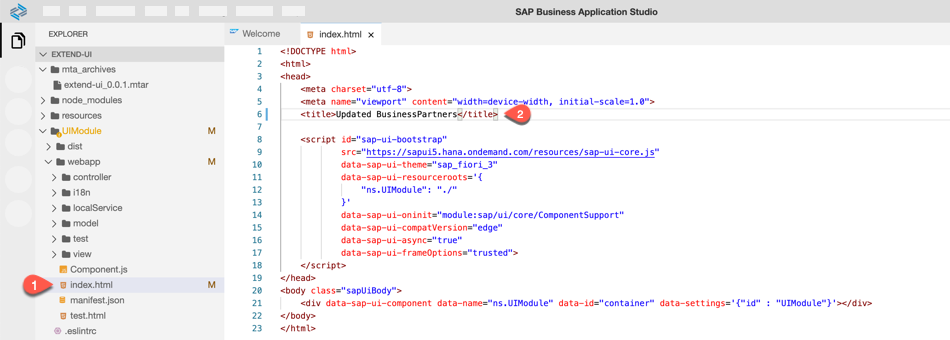 SAP Business Application Studio
EXPLORER
EXTEND-UI
mta_archives
extend-ui_0.0.1.mtar
node_modules
resources
UIModule M
dist
webapp M
controller
i18n
localService
model
test
view
Component.js
1 index.html M
manifest.json
test.html
.eslintrc
Welcome index.html ×
1 <!DOCTYPE html>
2 <html>
3 <head>
4 <meta charset="utf-8">
5 <meta name="viewport" content="width=device-width, initial-scale=1.0">
6 <title>Updated BusinessPartners</title> 2
7
8 <script id="sap-ui-bootstrap"
9 src="https://sapui5.hana.ondemand.com/resources/sap-ui-core.js"
10 data-sap-ui-theme="sap_fiori_3"
11 data-sap-ui-resourceroots='{
12 "ns.UIModule": "./"
13 }'
14 data-sap-ui-oninit="module:sap/ui/core/ComponentSupport"
15 data-sap-ui-compatVersion="edge"
16 data-sap-ui-async="true"
17 data-sap-ui-frameOptions="trusted">
18 </script>
19 </head>
20 <body class="sapUiBody">
21 <div data-sap-ui-component data-name="ns.UIModule" data-id="container" data-settings='{"id" : "UIModule"}'></div>
22 </body>
23 </html>